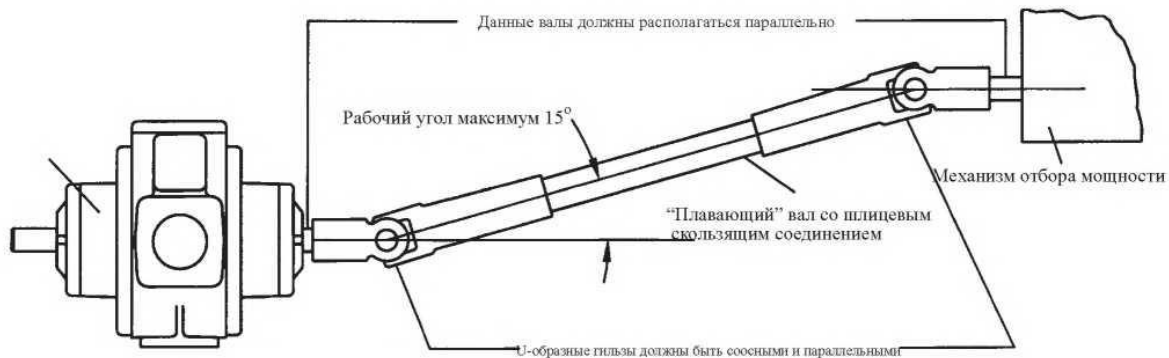 Данные валы должны располагаться параллельно
Рабочий угол максимум 15°
Механизм отбора мощности
“Плавающий” вал со шлицевым
скользящим соединением
U-образные гильзы должны быть соосными и параллельными